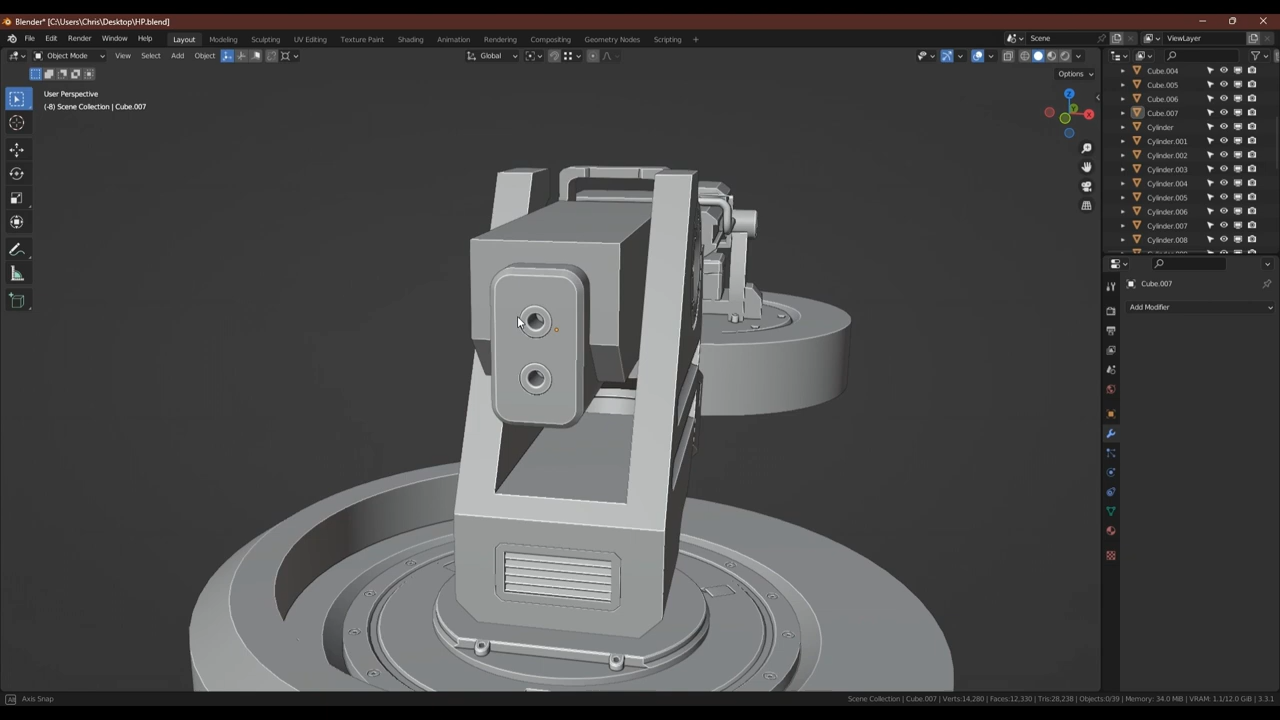 Blender* [C:\Users\Chris\Desktop\HP.blend]
File Edit Render Window Help Layout Modeling Sculpting UV Editing Texture Paint Shading Animation Rendering Compositing Geometry Nodes Scripting + Scene ViewLayer
Object Mode View Select Add Object Global
Options
User Perspective
(-8) Scene Collection | Cube.007
Z
Y
X
Cube.004
Cube.005
Cube.006
Cube.007
Cylinder
Cylinder.001
Cylinder.002
Cylinder.003
Cylinder.004
Cylinder.005
Cylinder.006
Cylinder.007
Cylinder.008
Cube.007
Add Modifier
Axis Snap
Scene Collection | Cube.007 | Verts:14,280 | Faces:12,330 | Tris:28,238 | Objects:0/39 | Memory: 34.0 MiB | VRAM: 1.1/12.0 GiB | 3.3.1